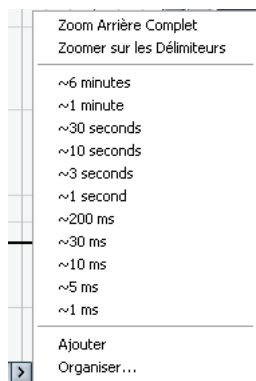 Zoom Arrière Complet
Zoomer sur les Délimiteurs
~6 minutes
~1 minute
~30 seconds
~10 seconds
~3 seconds
~1 second
~200 ms
~30 ms
~10 ms
~5 ms
~1 ms
Ajouter
Organiser...